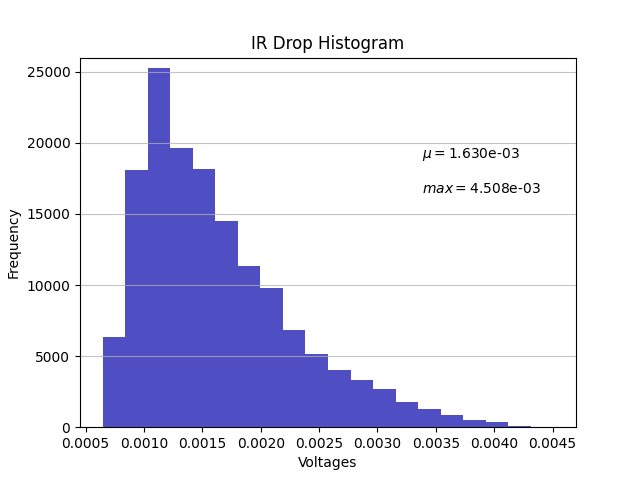 IR Drop Histogram
25000
20000
15000
10000
5000
0
Frequency
μ = 1.630e-03
max = 4.508e-03
0.0005 0.0010 0.0015 0.0020 0.0025 0.0030 0.0035 0.0040 0.0045
Voltages